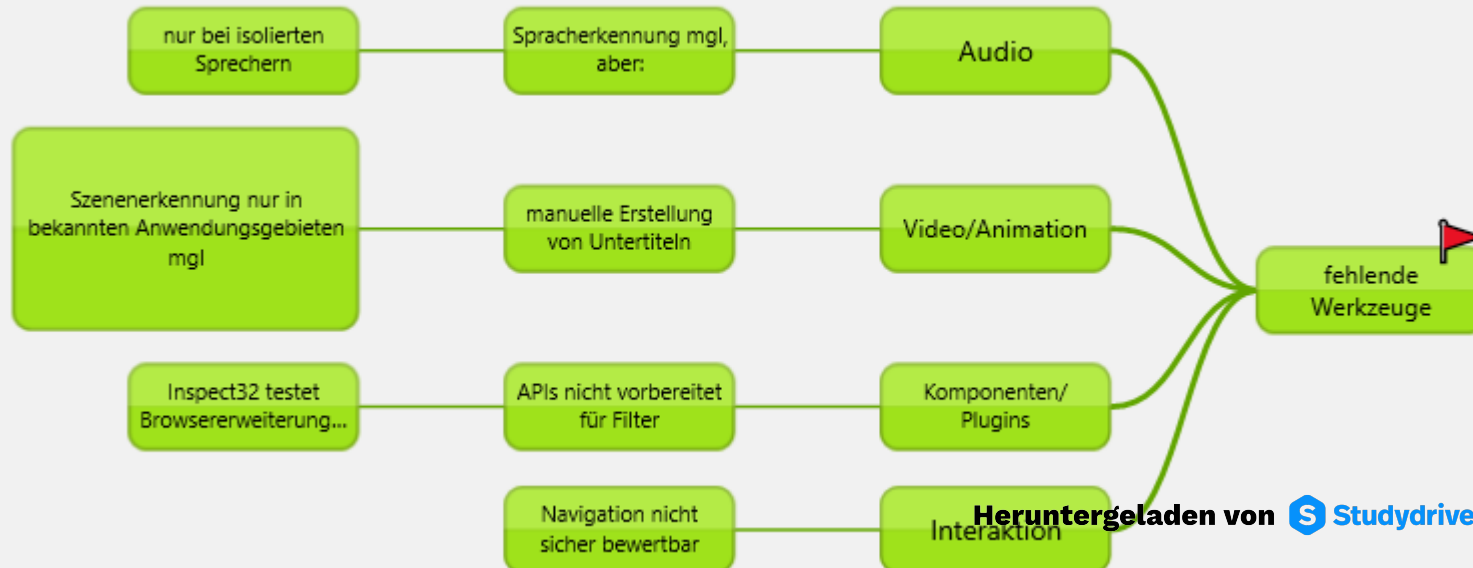 nur bei isolierten
Sprechern
Spracherkennung mgl,
aber:
Audio
Szenenerkennung nur in
bekannten Anwendungsgebieten
mgl
manuelle Erstellung
von Untertiteln
Video/Animation
fehlende
Werkzeuge
Inspect32 testet
Browsererweiterung...
APIs nicht vorbereitet
für Filter
Komponenten/
Plugins
Navigation nicht
sicher bewertbar
Interaktion
Heruntergeladen von S Studydrive